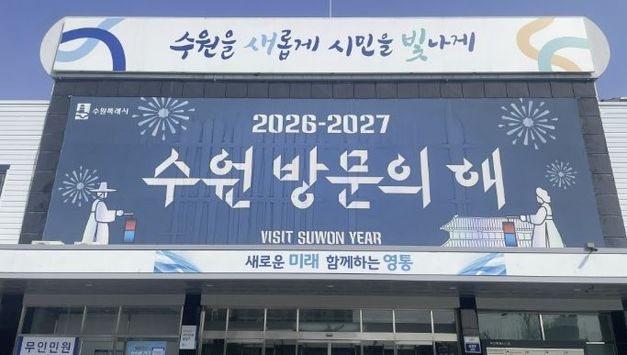 수원을 새롭게 시민을 빛나게
수원특례시
2026-2027
수원 방문의 해
VISIT SUWON YEAR
새로운 미래 함께하는 영통
무인민원